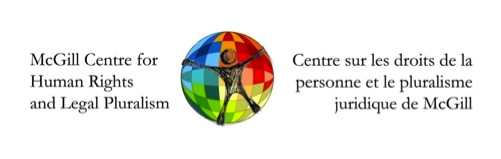 McGill Centre for
Human Rights
and Legal Pluralism
Centre sur les droits de la
personne et le pluralisme
juridique de McGill